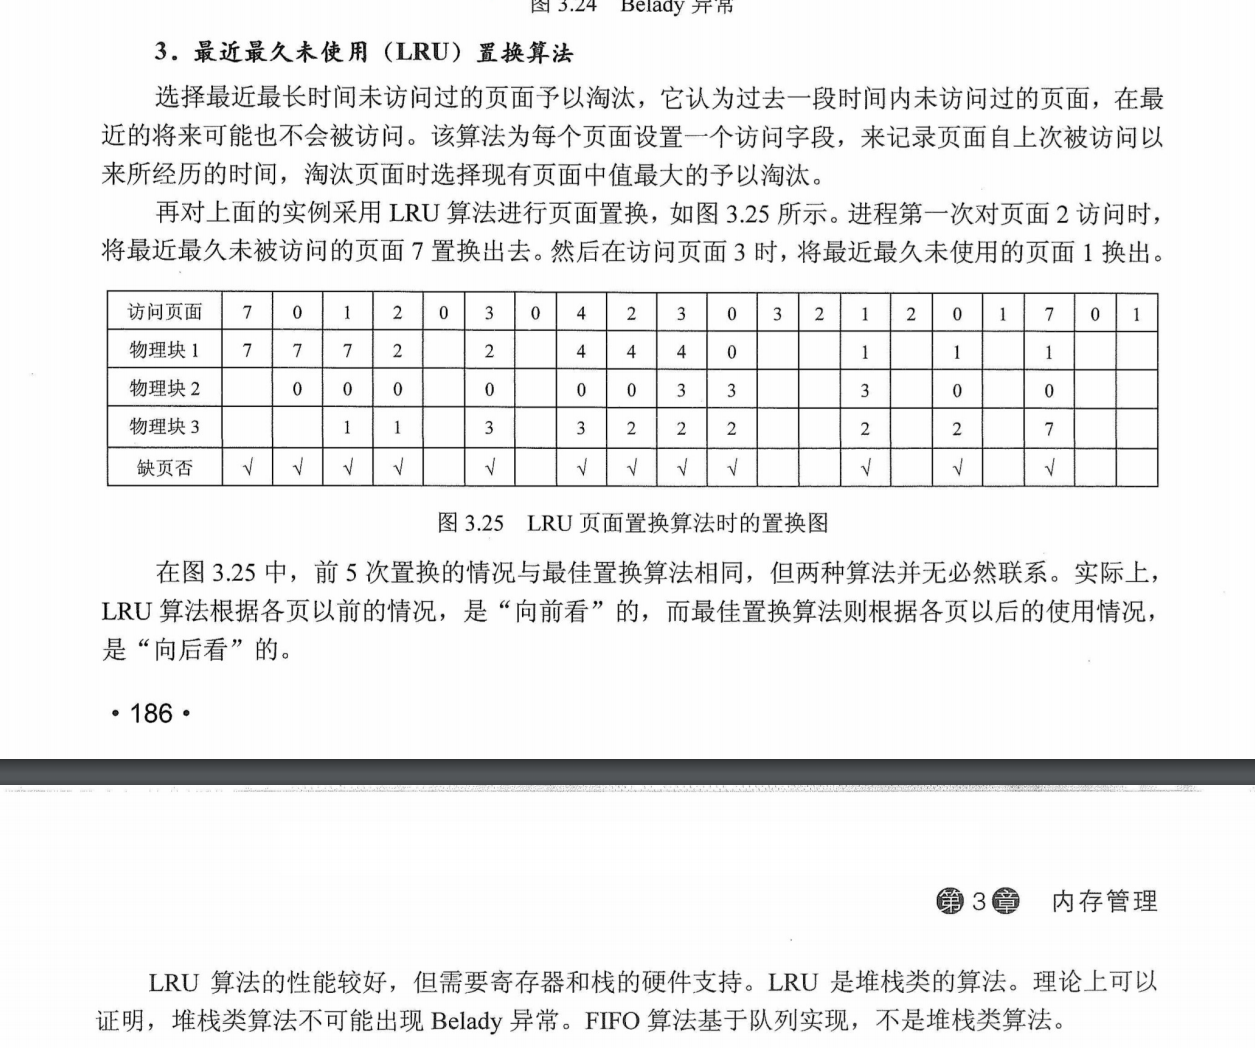 图 3.24 Belady 异常
3．最近最久未使用（LRU）置换算法
选择最近最长时间未访问过的页面予以淘汰，它认为过去一段时间内未访问过的页面，在最
近的将来可能也不会被访问。该算法为每个页面设置一个访问字段，来记录页面自上次被访问以
来所经历的时间，淘汰页面时选择现有页面中值最大的予以淘汰。
再对上面的实例采用 LRU 算法进行页面置换，如图 3.25 所示。进程第一次对页面 2 访问时，
将最近最久未被访问的页面 7 置换出去。然后在访问页面 3 时，将最近最久未使用的页面 1 换出。
访问页面 7 0 1 2 0 3 0 4 2 3 0 3 2 1 2 0 1 7 0 1
物理块 1 7 7 7 2 2 4 4 4 0 1 1 1
物理块 2 0 0 0 0 0 0 3 3 3 0 0
物理块 3 1 1 3 3 2 2 2 2 2 7
缺页否 √ √ √ √ √ √ √ √ √ √ √ √
图 3.25 LRU 页面置换算法时的置换图
在图 3.25 中，前 5 次置换的情况与最佳置换算法相同，但两种算法并无必然联系。实际上，
LRU 算法根据各页以前的情况，是“向前看”的，而最佳置换算法则根据各页以后的使用情况，
是“向后看”的。
• 186 •
第 3 章 内存管理
LRU 算法的性能较好，但需要寄存器和栈的硬件支持。LRU 是堆栈类的算法。理论上可以
证明，堆栈类算法不可能出现 Belady 异常。FIFO 算法基于队列实现，不是堆栈类算法。